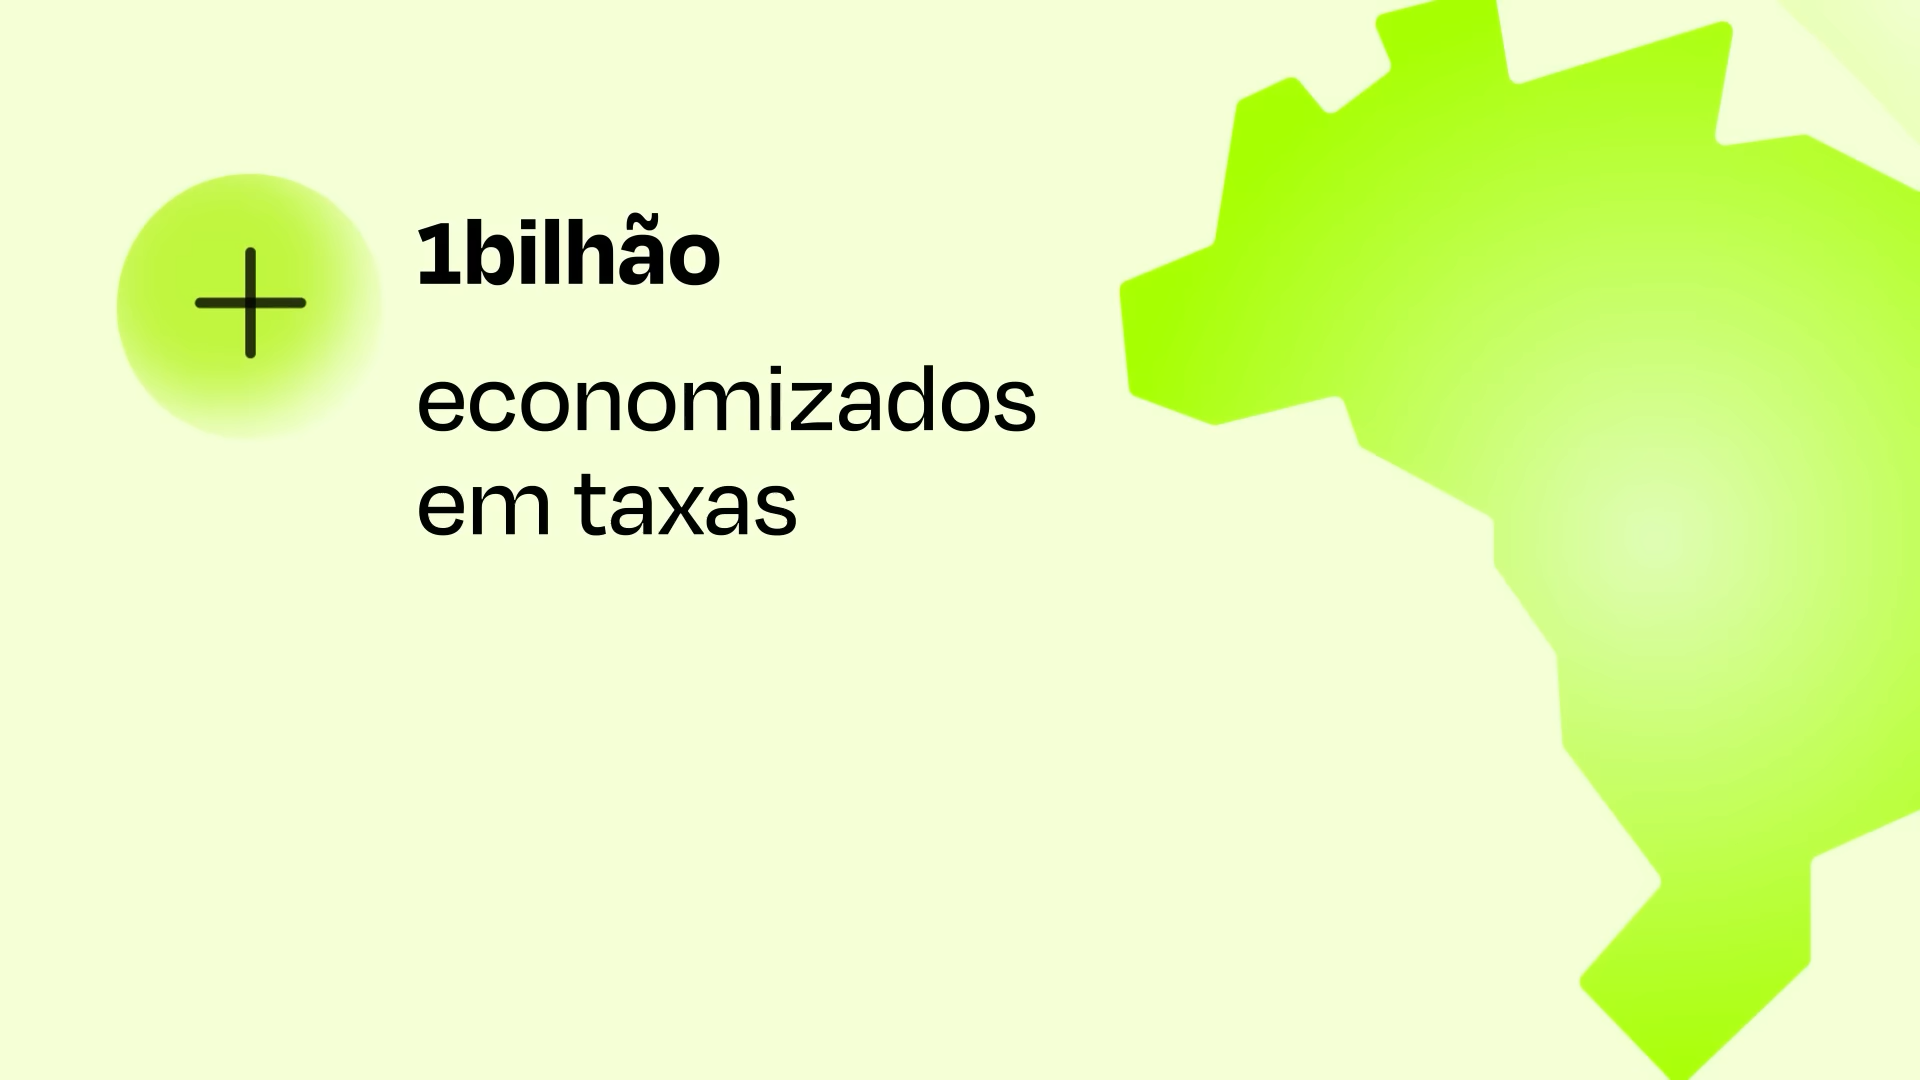 + 1bilhão
economizados
em taxas